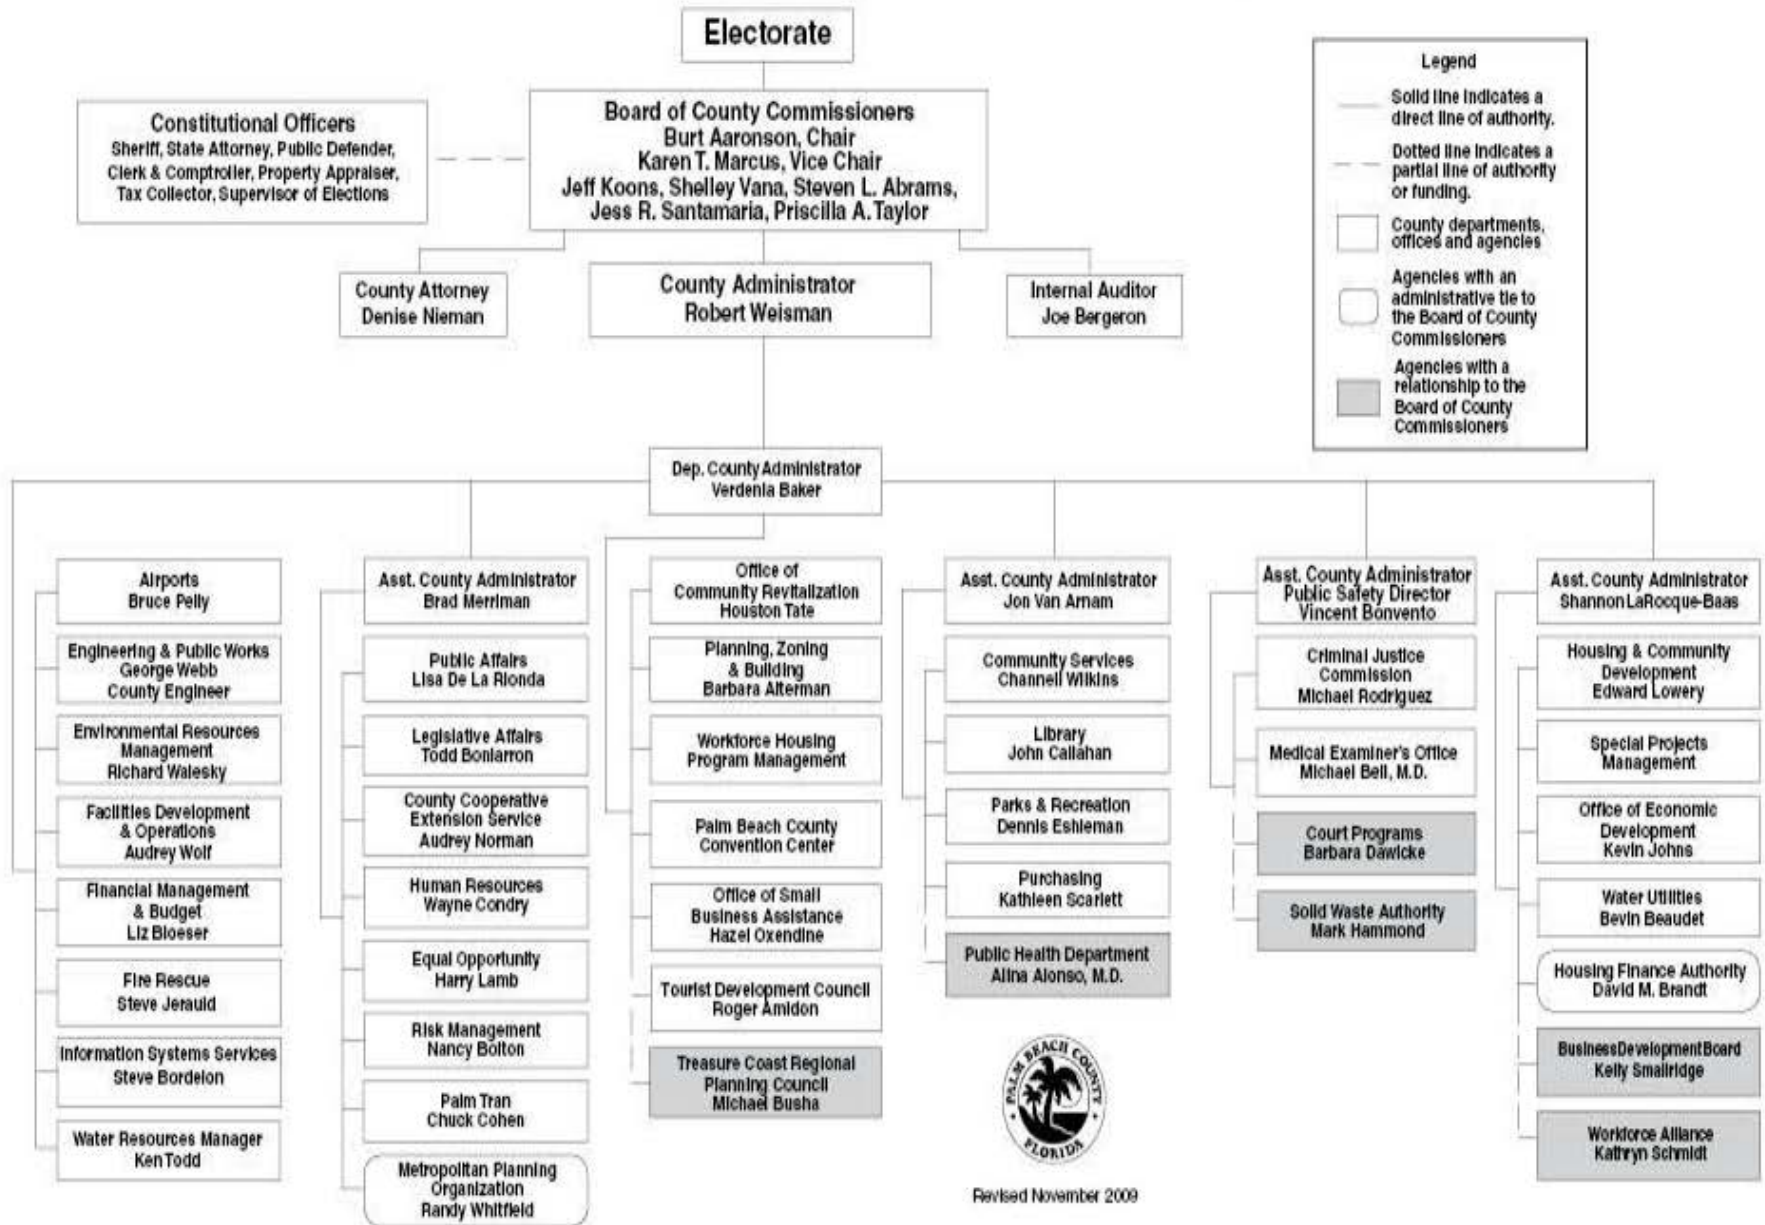 Electorate
Constitutional Officers
Sheriff, State Attorney, Public Defender,
Clerk & Comptroller, Property Appraiser,
Tax Collector, Supervisor of Elections
Board of County Commissioners
Burt Aaronson, Chair
Karen T. Marcus, Vice Chair
Jeff Koons, Shelley Vana, Steven L. Abrams,
Jess R. Santamaria, Priscilla A. Taylor
Legend
Solid line indicates a
direct line of authority.
Dotted line indicates a
partial line of authority
or funding.
County departments,
offices and agencies
Agencies with an
administrative tie to
the Board of County
Commissioners
Agencies with a
relationship to the
Board of County
Commissioners
County Attorney
Denise Nieman
County Administrator
Robert Weisman
Internal Auditor
Joe Bergeron
Dep. County Administrator
Verdenia Baker
Airports
Bruce Pelly
Engineering & Public Works
George Webb
County Engineer
Environmental Resources
Management
Richard Walesky
Facilities Development
& Operations
Audrey Wolf
Financial Management
& Budget
Liz Bloeser
Fire Rescue
Steve Jerauld
Information Systems Services
Steve Bordelon
Water Resources Manager
Ken Todd
Asst. County Administrator
Brad Merriman
Public Affairs
Lisa De La Rionda
Legislative Affairs
Todd Bonlarron
County Cooperative
Extension Service
Audrey Norman
Human Resources
Wayne Condry
Equal Opportunity
Harry Lamb
Risk Management
Nancy Bolton
Palm Tran
Chuck Cohen
Metropolitan Planning
Organization
Randy Whitfield
Office of
Community Revitalization
Houston Tate
Planning, Zoning
& Building
Barbara Alterman
Workforce Housing
Program Management
Palm Beach County
Convention Center
Office of Small
Business Assistance
Hazel Oxendine
Tourist Development Council
Roger Amidon
Treasure Coast Regional
Planning Council
Michael Busha
Asst. County Administrator
Jon Van Arnam
Community Services
Channell Wilkins
Library
John Callahan
Parks & Recreation
Dennis Eshleman
Purchasing
Kathleen Scarlett
Public Health Department
Alina Alonso, M.D.
PALM BEACH COUNTY
FLORIDA
Revised November 2009
Asst. County Administrator
Public Safety Director
Vincent Bonvento
Criminal Justice
Commission
Michael Rodriguez
Medical Examiner's Office
Michael Bell, M.D.
Court Programs
Barbara Dawicke
Solid Waste Authority
Mark Hammond
Asst. County Administrator
Shannon LaRocque-Baas
Housing & Community
Development
Edward Lowery
Special Projects
Management
Office of Economic
Development
Kevin Johns
Water Utilities
Bevin Beaudet
Housing Finance Authority
David M. Brandt
Business Development Board
Kelly Smallridge
Workforce Alliance
Kathryn Schmidt